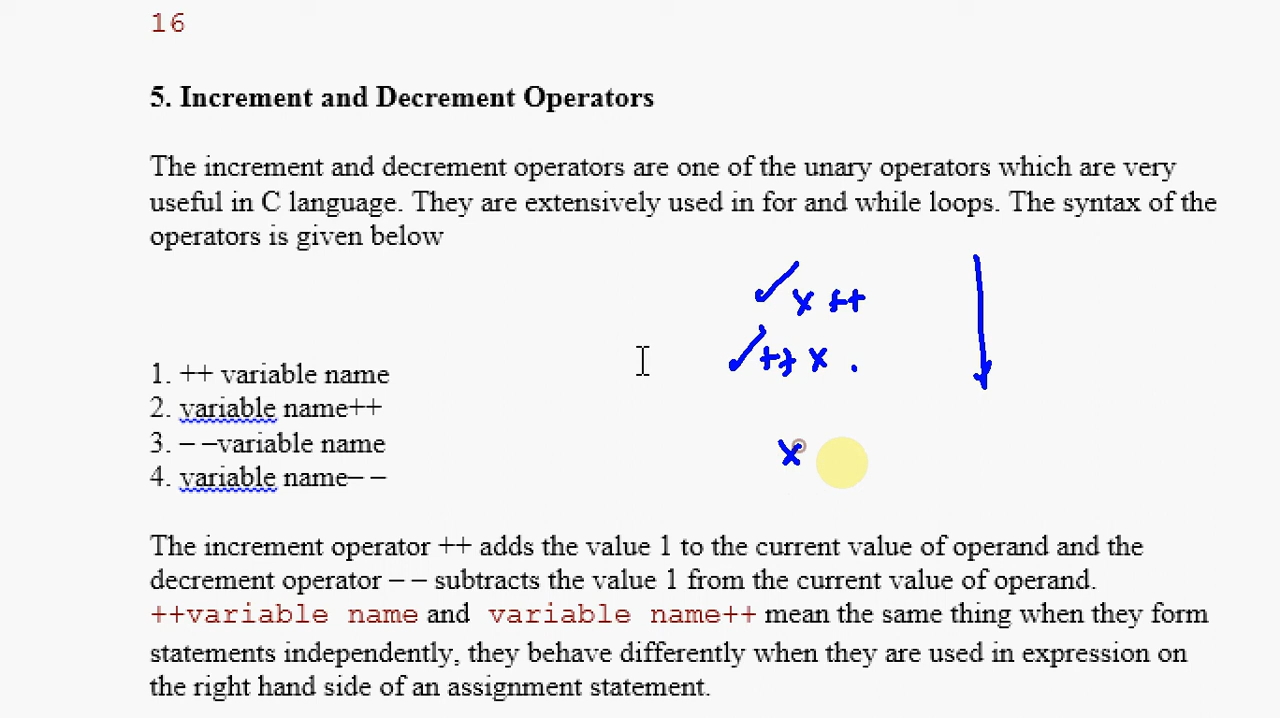 16
5. Increment and Decrement Operators
The increment and decrement operators are one of the unary operators which are very
useful in C language. They are extensively used in for and while loops. The syntax of the
operators is given below
x ++
++ x .
1. ++ variable name
2. variable name++
3. – –variable name
x
4. variable name– –
The increment operator ++ adds the value 1 to the current value of operand and the
decrement operator – – subtracts the value 1 from the current value of operand.
++variable name and variable name++ mean the same thing when they form
statements independently, they behave differently when they are used in expression on
the right hand side of an assignment statement.